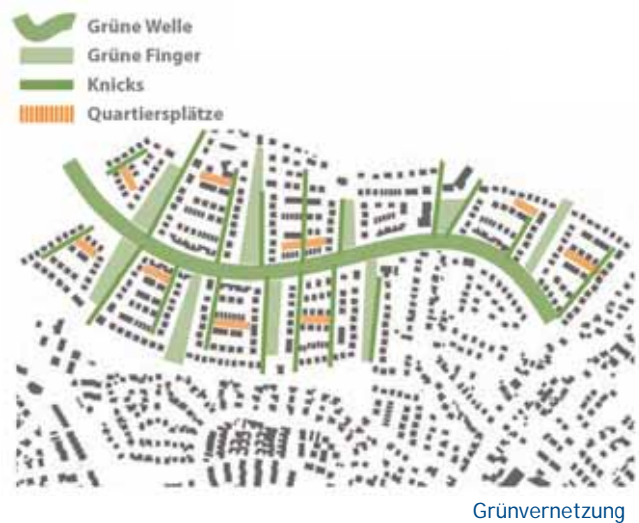 Grüne Welle
Grüne Finger
Knicks
Quartiersplätze
Grünvernetzung